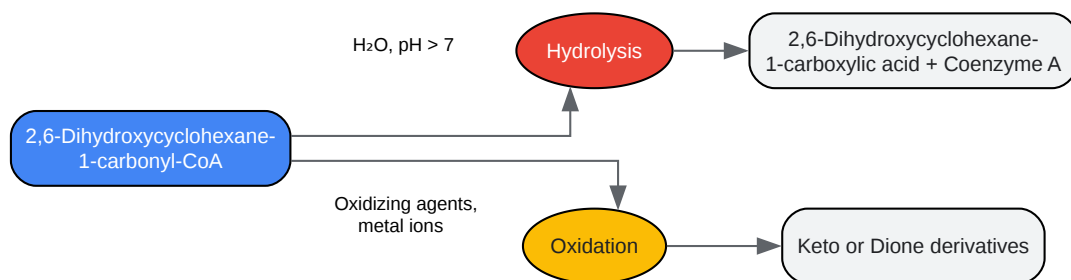 H₂O, pH > 7
Hydrolysis
2,6-Dihydroxycyclohexane-
1-carboxylic acid + Coenzyme A
2,6-Dihydroxycyclohexane-
1-carbonyl-CoA
Oxidizing agents,
metal ions
Oxidation
Keto or Dione derivatives